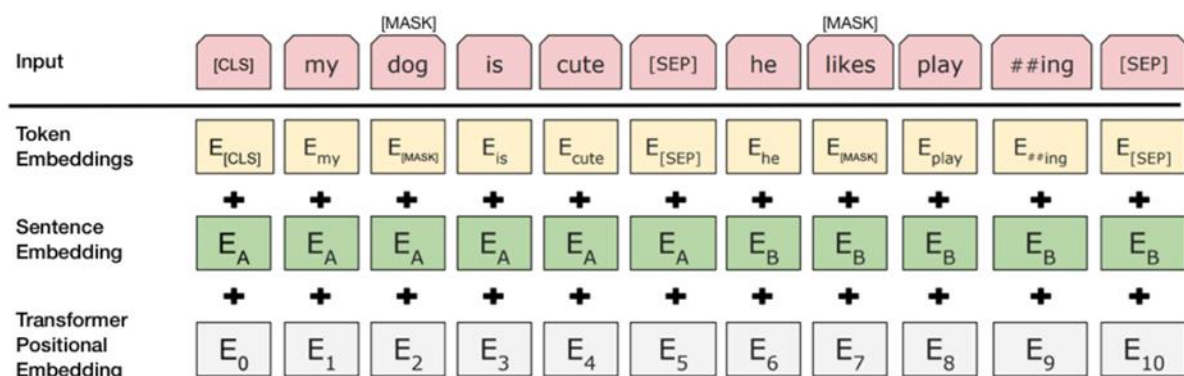 [MASK] [MASK]
Input [CLS] my dog is cute [SEP] he likes play ##ing [SEP]
Token
Embeddings
E[CLS] Emy E[MASK] Eis Ecute E[SEP] Ehe E[MASK] Eplay E##ing E[SEP]
+ + + + + + + + + + +
Sentence
Embedding
EA EA EA EA EA EA EB EB EB EB EB
+ + + + + + + + + + +
Transformer
Positional
Embedding
E0 E1 E2 E3 E4 E5 E6 E7 E8 E9 E10